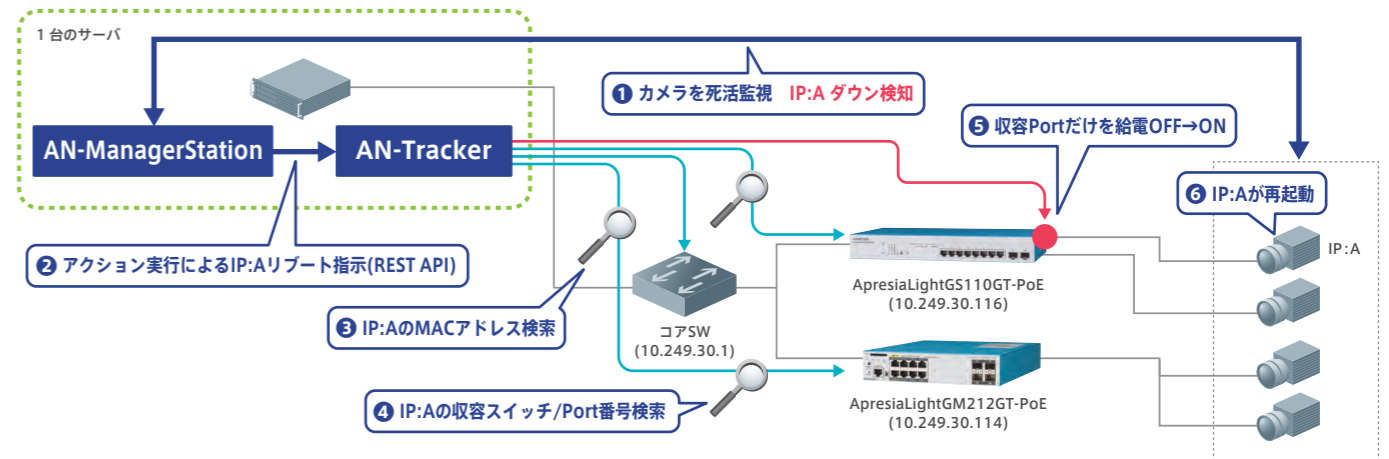 1 台のサーバ
❶ カメラを死活監視 IP:A ダウン検知
❺ 収容Portだけを給電OFF→ON
AN-ManagerStation
AN-Tracker
❻ IP:Aが再起動
IP:A
❷ アクション実行によるIP:Aリブート指示(REST API)
ApresiaLightGS110GT-PoE
(10.249.30.116)
❸ IP:AのMACアドレス検索
コアSW
(10.249.30.1)
❹ IP:Aの収容スイッチ/Port番号検索
ApresiaLightGM212GT-PoE
(10.249.30.114)